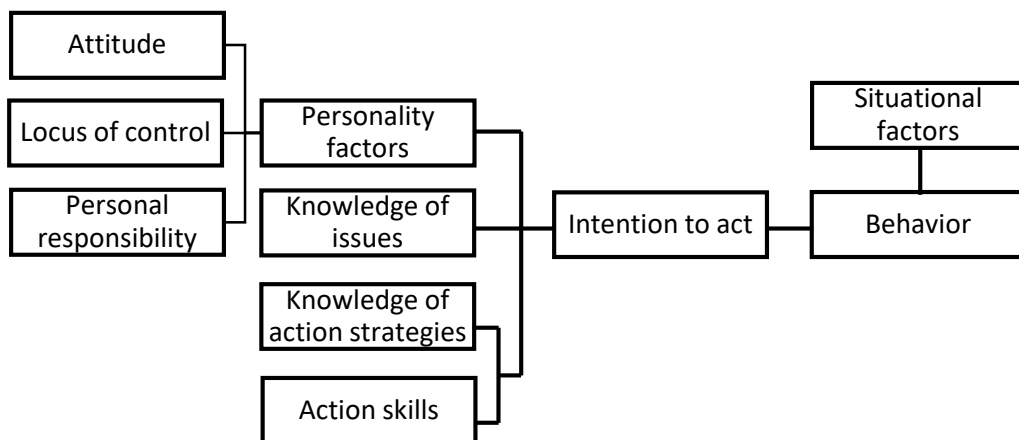 Attitude
Locus of control
Personal
responsibility
Personality
factors
Knowledge of
issues
Knowledge of
action strategies
Action skills
Intention to act
Situational
factors
Behavior